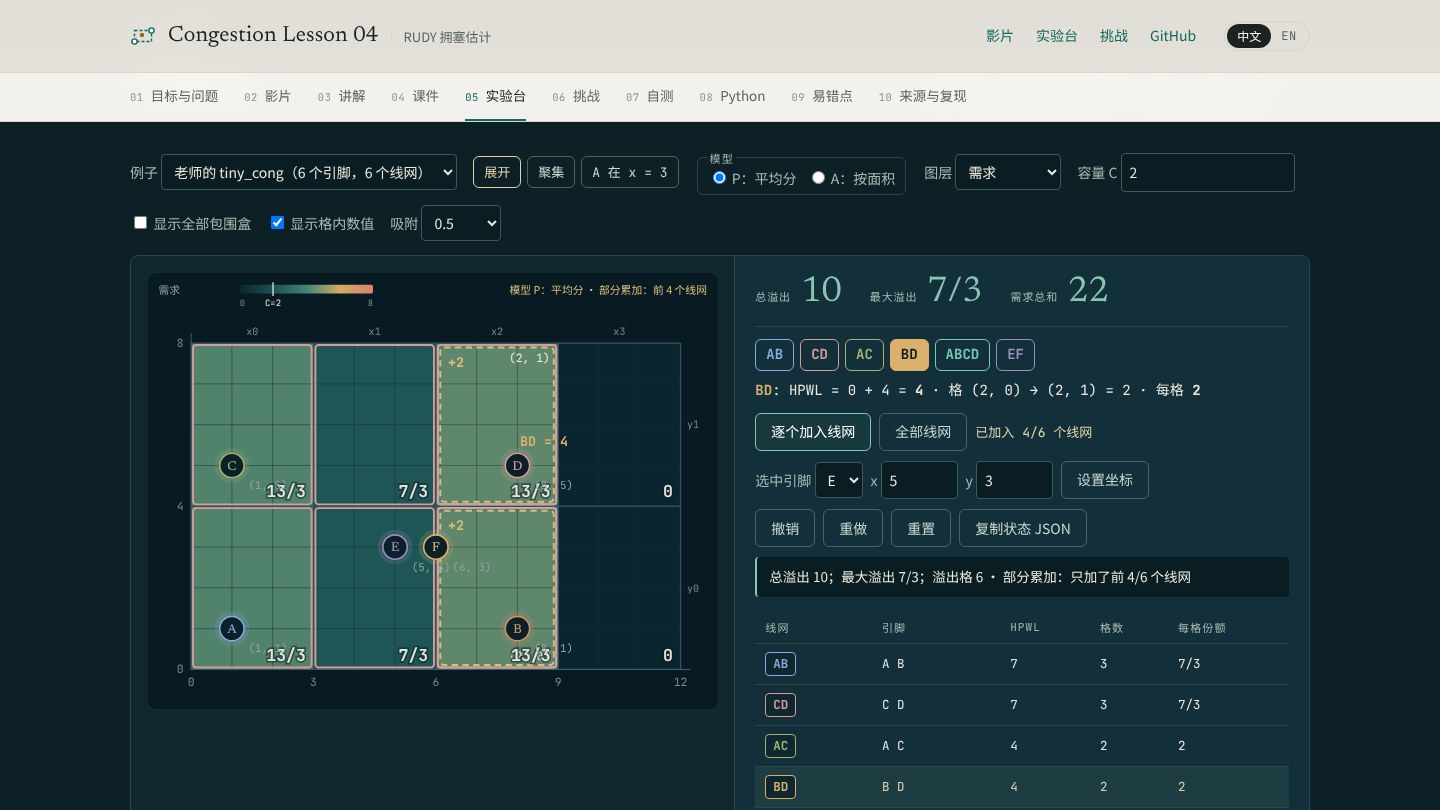 Congestion Lesson 04 RUDY 拥塞估计 影片 实验台 挑战 GitHub 中文 EN
01 目标与问题 02 影片 03 讲解 04 课件 05 实验台 06 挑战 07 自测 08 Python 09 易错点 10 来源与复现
模型
例子 老师的 tiny_cong（6 个引脚，6 个线网） 展开 聚集 A 在 x = 3 P：平均分 A：按面积 图层 需求 容量 C 2
显示全部包围盒 显示格内数值 吸附 0.5
需求 模型 P：平均分 · 部分累加：前 4 个线网
0 C=2 8
x0 x1 x2 x3
8
+2 (2, 1)
y1
BD = 4
C D
13/3 7/3 13/3 0
4
+2
E F
(6, 3)
y0
A B
13/3 7/3 13/3 0
0
0 3 6 9 12
总溢出 10 最大溢出 7/3 需求总和 22
AB CD AC BD ABCD EF
BD: HPWL = 0 + 4 = 4 · 格 (2, 0) → (2, 1) = 2 · 每格 2
逐个加入线网 全部线网 已加入 4/6 个线网
选中引脚 E x 5 y 3 设置坐标
撤销 重做 重置 复制状态 JSON
总溢出 10；最大溢出 7/3；溢出格 6 · 部分累加：只加了前 4/6 个线网
线网 引脚 HPWL 格数 每格份额
AB A B 7 3 7/3
CD C D 7 3 7/3
AC A C 4 2 2
BD B D 4 2 2